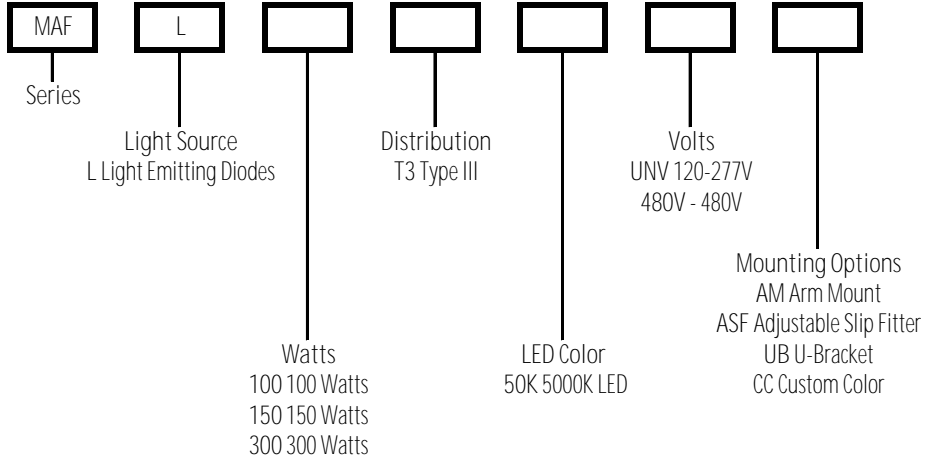 MAF
L
Series
Light Source
L Light Emitting Diodes
Watts
100 100 Watts
150 150 Watts
300 300 Watts
Distribution
T3 Type III
LED Color
50K 5000K LED
Volts
UNV 120-277V
480V - 480V
Mounting Options
AM Arm Mount
ASF Adjustable Slip Fitter
UB U-Bracket
CC Custom Color